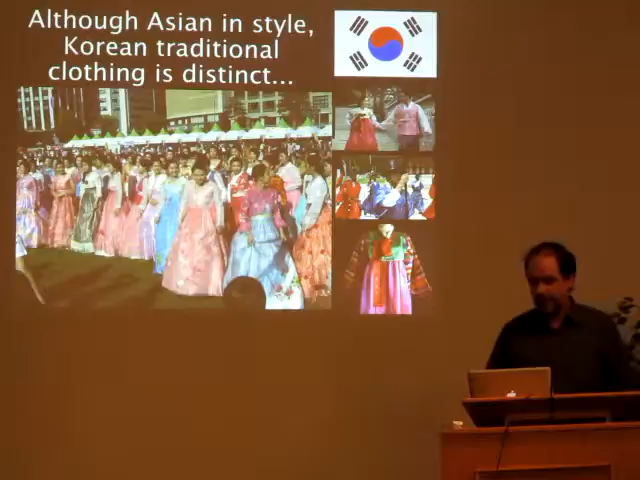 Although Asian in style,
Korean traditional
clothing is distinct...